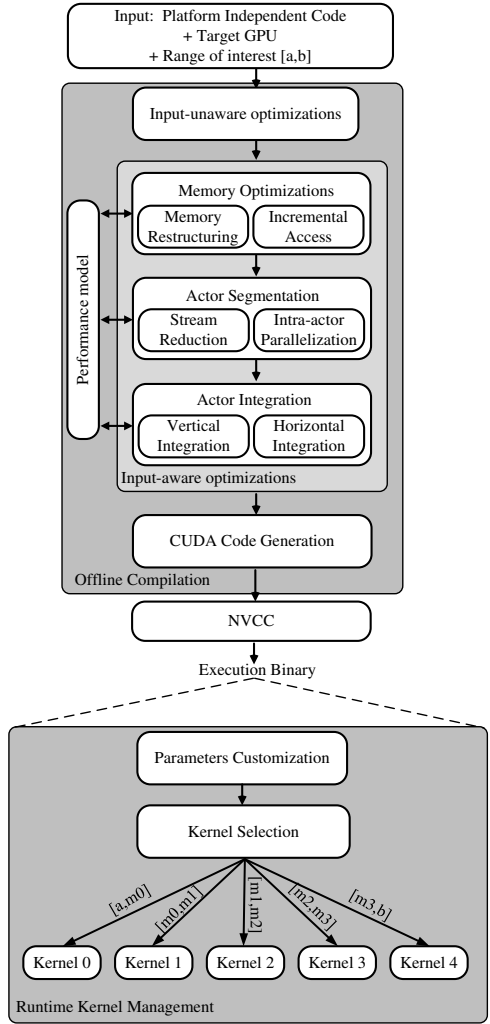 Input:  Platform Independent Code
+ Target GPU
+ Range of interest [a,b]
Input-unaware optimizations
Memory Optimizations
Memory
Restructuring
Incremental
Access
Performance model
Actor Segmentation
Stream
Reduction
Intra-actor
Parallelization
Actor Integration
Vertical
Integration
Horizontal
Integration
Input-aware optimizations
CUDA Code Generation
Offline Compilation
NVCC
Execution Binary
Parameters Customization
Kernel Selection
[a,m0]
[m0,m1]
[m1,m2]
[m2,m3]
[m3,b]
Kernel 0
Kernel 1
Kernel 2
Kernel 3
Kernel 4
Runtime Kernel Management